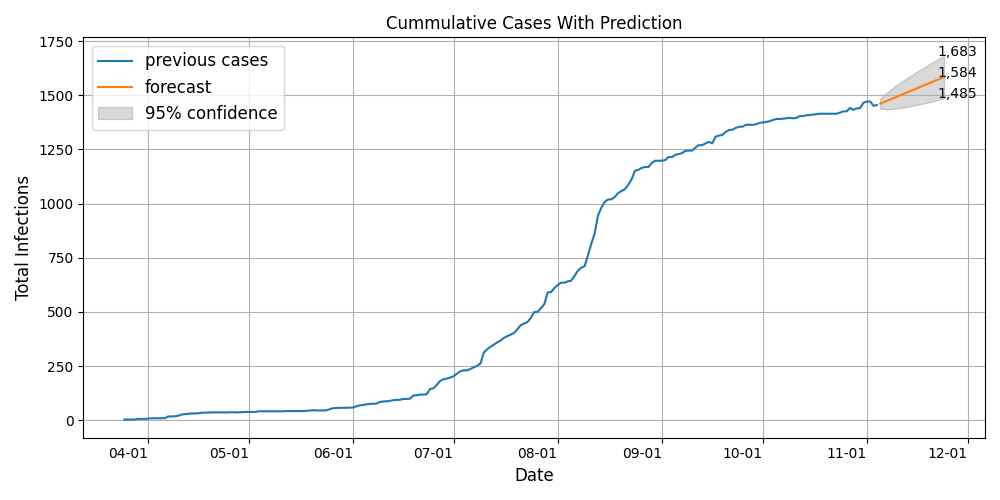 Cummulative Cases With Prediction
1750
1500
1250
1000
750
500
250
0
Total Infections
previous cases
forecast
95% confidence
1,683
1,584
1,485
04-01 05-01 06-01 07-01 08-01 09-01 10-01 11-01 12-01
Date